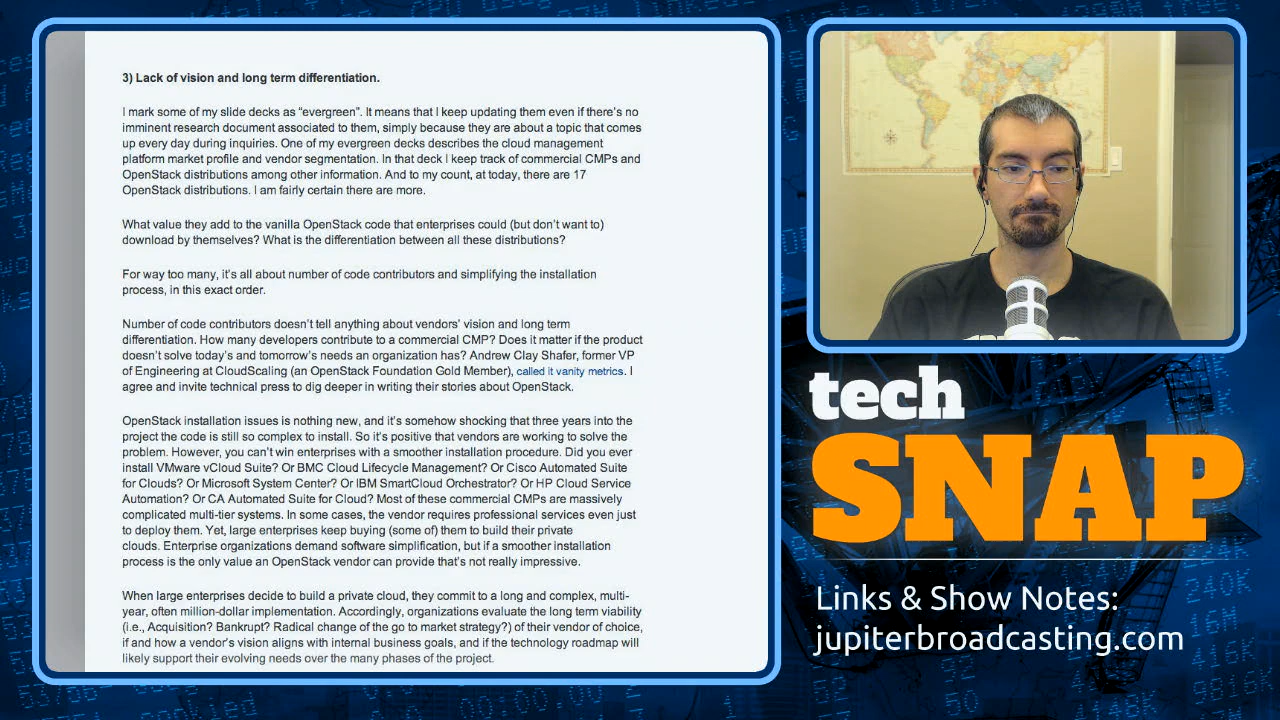 3) Lack of vision and long term differentiation.
I mark some of my slide decks as “evergreen”. It means that I keep updating them even if there’s no
imminent research document associated to them, simply because they are about a topic that comes
up every day during inquiries. One of my evergreen decks describes the cloud management
platform market profile and vendor segmentation. In that deck I keep track of commercial CMPs and
OpenStack distributions among other information. And to my count, at today, there are 17
OpenStack distributions. I am fairly certain there are more.
What value they add to the vanilla OpenStack code that enterprises could (but don’t want to)
download by themselves? What is the differentiation between all these distributions?
For way too many, it’s all about number of code contributors and simplifying the installation
process, in this exact order.
Number of code contributors doesn’t tell anything about vendors’ vision and long term
differentiation. How many developers contribute to a commercial CMP? Does it matter if the product
doesn’t solve today’s and tomorrow’s needs an organization has? Andrew Clay Shafer, former VP
of Engineering at CloudScaling (an OpenStack Foundation Gold Member), called it vanity metrics. I
agree and invite technical press to dig deeper in writing their stories about OpenStack.
OpenStack installation issues is nothing new, and it’s somehow shocking that three years into the
project the code is still so complex to install. So it’s positive that vendors are working to solve the
problem. However, you can’t win enterprises with a smoother installation procedure. Did you ever
install VMware vCloud Suite? Or BMC Cloud Lifecycle Management? Or Cisco Automated Suite
for Clouds? Or Microsoft System Center? Or IBM SmartCloud Orchestrator? Or HP Cloud Service
Automation? Or CA Automated Suite for Cloud? Most of these commercial CMPs are massively
complicated multi-tier systems. In some cases, the vendor requires professional services even just
to deploy them. Yet, large enterprises keep buying (some of) them to build their private
clouds. Enterprise organizations demand software simplification, but if a smoother installation
process is the only value an OpenStack vendor can provide that’s not really impressive.
When large enterprises decide to build a private cloud, they commit to a long and complex, multi-
year, often million-dollar implementation. Accordingly, organizations evaluate the long term viability
(i.e., Acquisition? Bankrupt? Radical change of the go to market strategy?) of their vendor of choice,
if and how a vendor’s vision aligns with internal business goals, and if the technology roadmap will
likely support their evolving needs over the many phases of the project.
tech
SNAP
Links & Show Notes:
jupiterbroadcasting.com